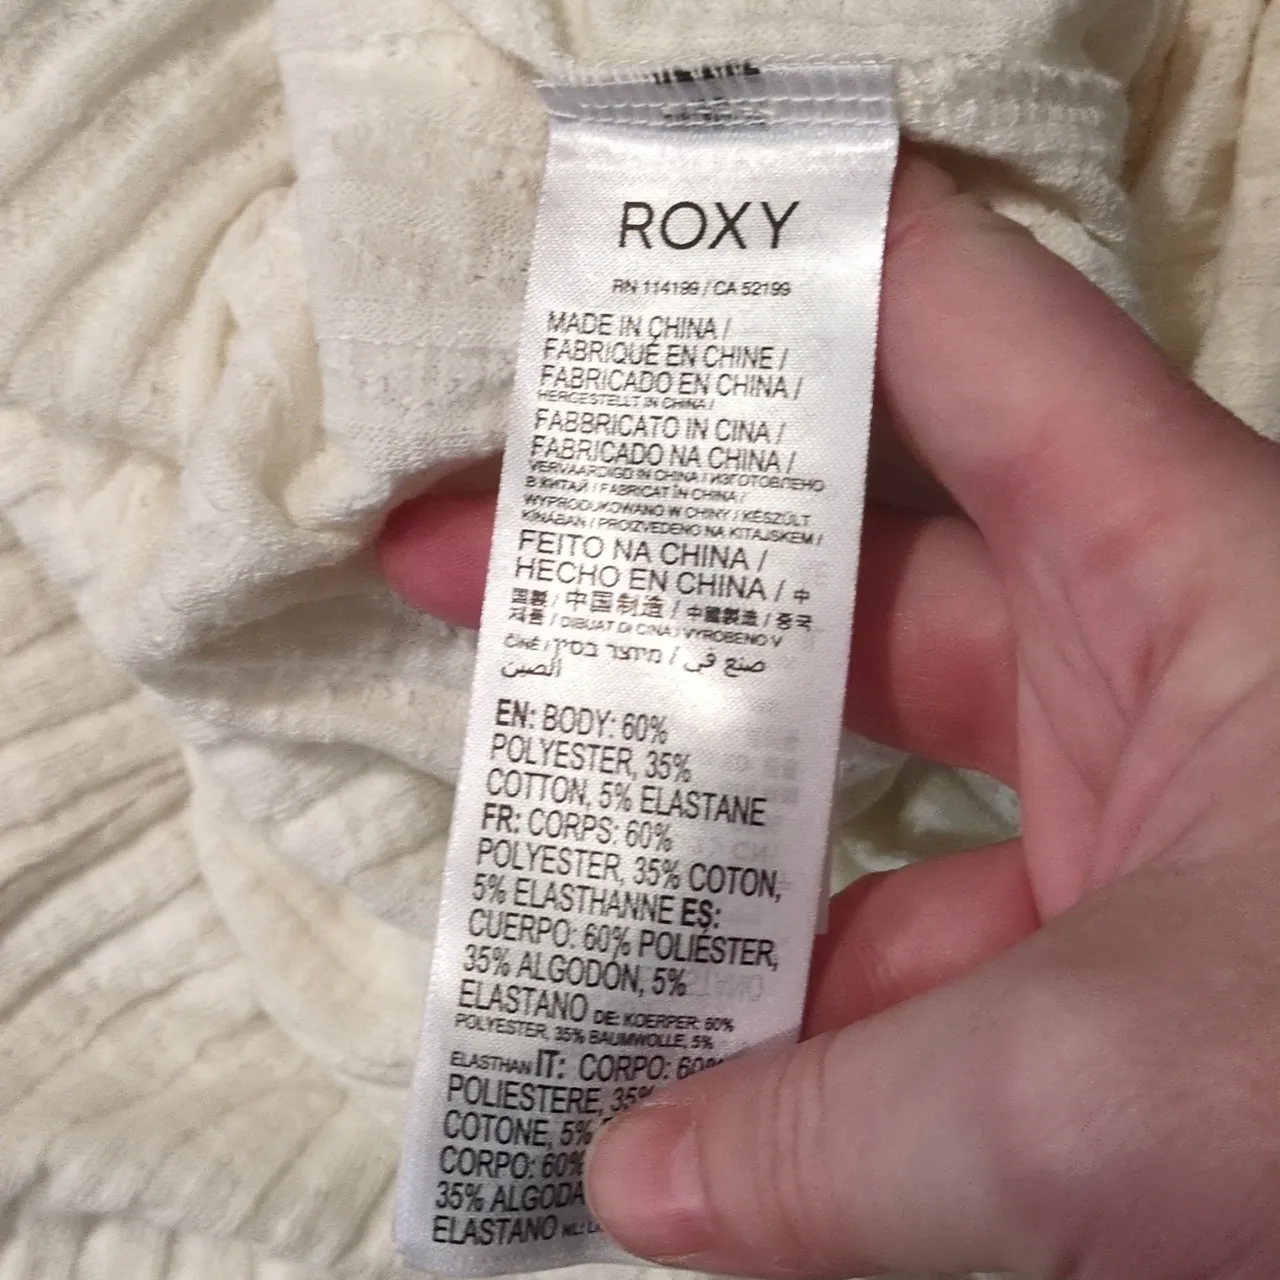 ROXY
RN 114199 / CA 52199
MADE IN CHINA /
FABRIQUÉ EN CHINE /
FABRICADO EN CHINA /
HERGESTELLT IN CHINA /
FABBRICATO IN CINA /
FABRICADO NA CHINA /
VERVAARDIGD IN CHINA / ИЗГОТОВЛЕНО
В КИТАЙ / FABRICAT ÎN CHINA /
WYPRODUKOWANO W CHINY / KÉSZÜLT
KÍNÁBAN / PROIZVEDENO NA KITAJSKEM /
FEITO NA CHINA /
HECHO EN CHINA / 中
国製 / 中国制造 / 中國製造 / 중국
제품 / DIBUAT DI CINA / VYROBENO V
ČÍNĚ / מיוצר בסין / صنع في
الصين
EN: BODY: 60%
POLYESTER, 35%
COTTON, 5% ELASTANE
FR: CORPS: 60%
POLYESTER, 35% COTON,
5% ELASTHANNE ES:
CUERPO: 60% POLIÉSTER,
35% ALGODÓN, 5%
ELASTANO DE: KOERPER: 60%
POLYESTER, 35% BAUMWOLLE, 5%
ELASTHAN IT: CORPO: 60%
POLIESTERE, 35%
COTONE, 5%
CORPO: 60%
35% ALGODÃ
ELASTANO NL: